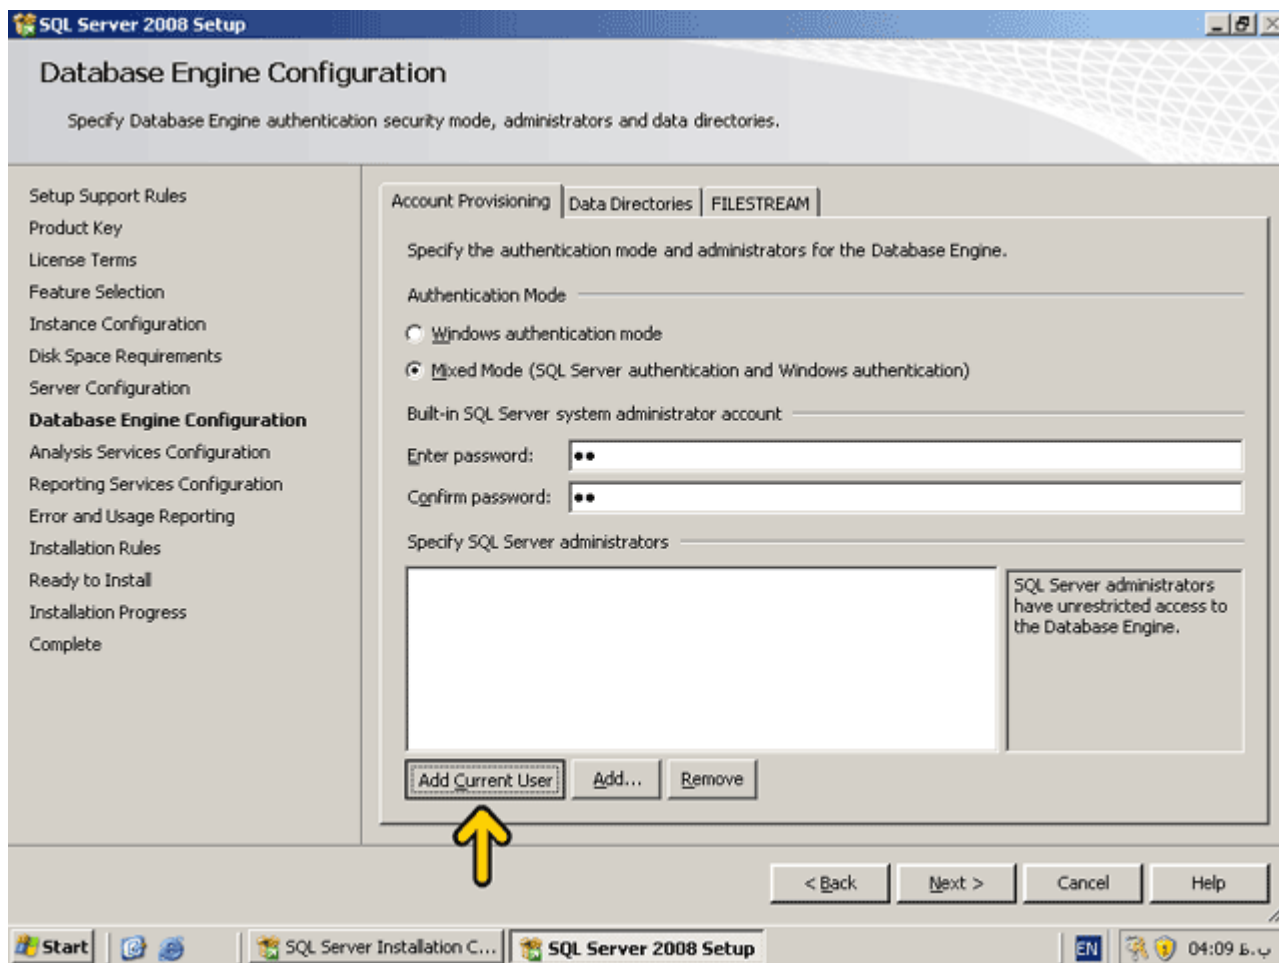 SQL Server 2008 Setup
Database Engine Configuration
Specify Database Engine authentication security mode, administrators and data directories.
Setup Support Rules
Product Key
License Terms
Feature Selection
Instance Configuration
Disk Space Requirements
Server Configuration
Database Engine Configuration
Analysis Services Configuration
Reporting Services Configuration
Error and Usage Reporting
Installation Rules
Ready to Install
Installation Progress
Complete
Account Provisioning Data Directories FILESTREAM
Specify the authentication mode and administrators for the Database Engine.
Authentication Mode
Windows authentication mode
Mixed Mode (SQL Server authentication and Windows authentication)
Built-in SQL Server system administrator account
Enter password: ●●
Confirm password: ●●
Specify SQL Server administrators
SQL Server administrators
have unrestricted access to
the Database Engine.
Add Current User Add... Remove
< Back Next > Cancel Help
Start SQL Server Installation C... SQL Server 2008 Setup EN 04:09 ب.ظ